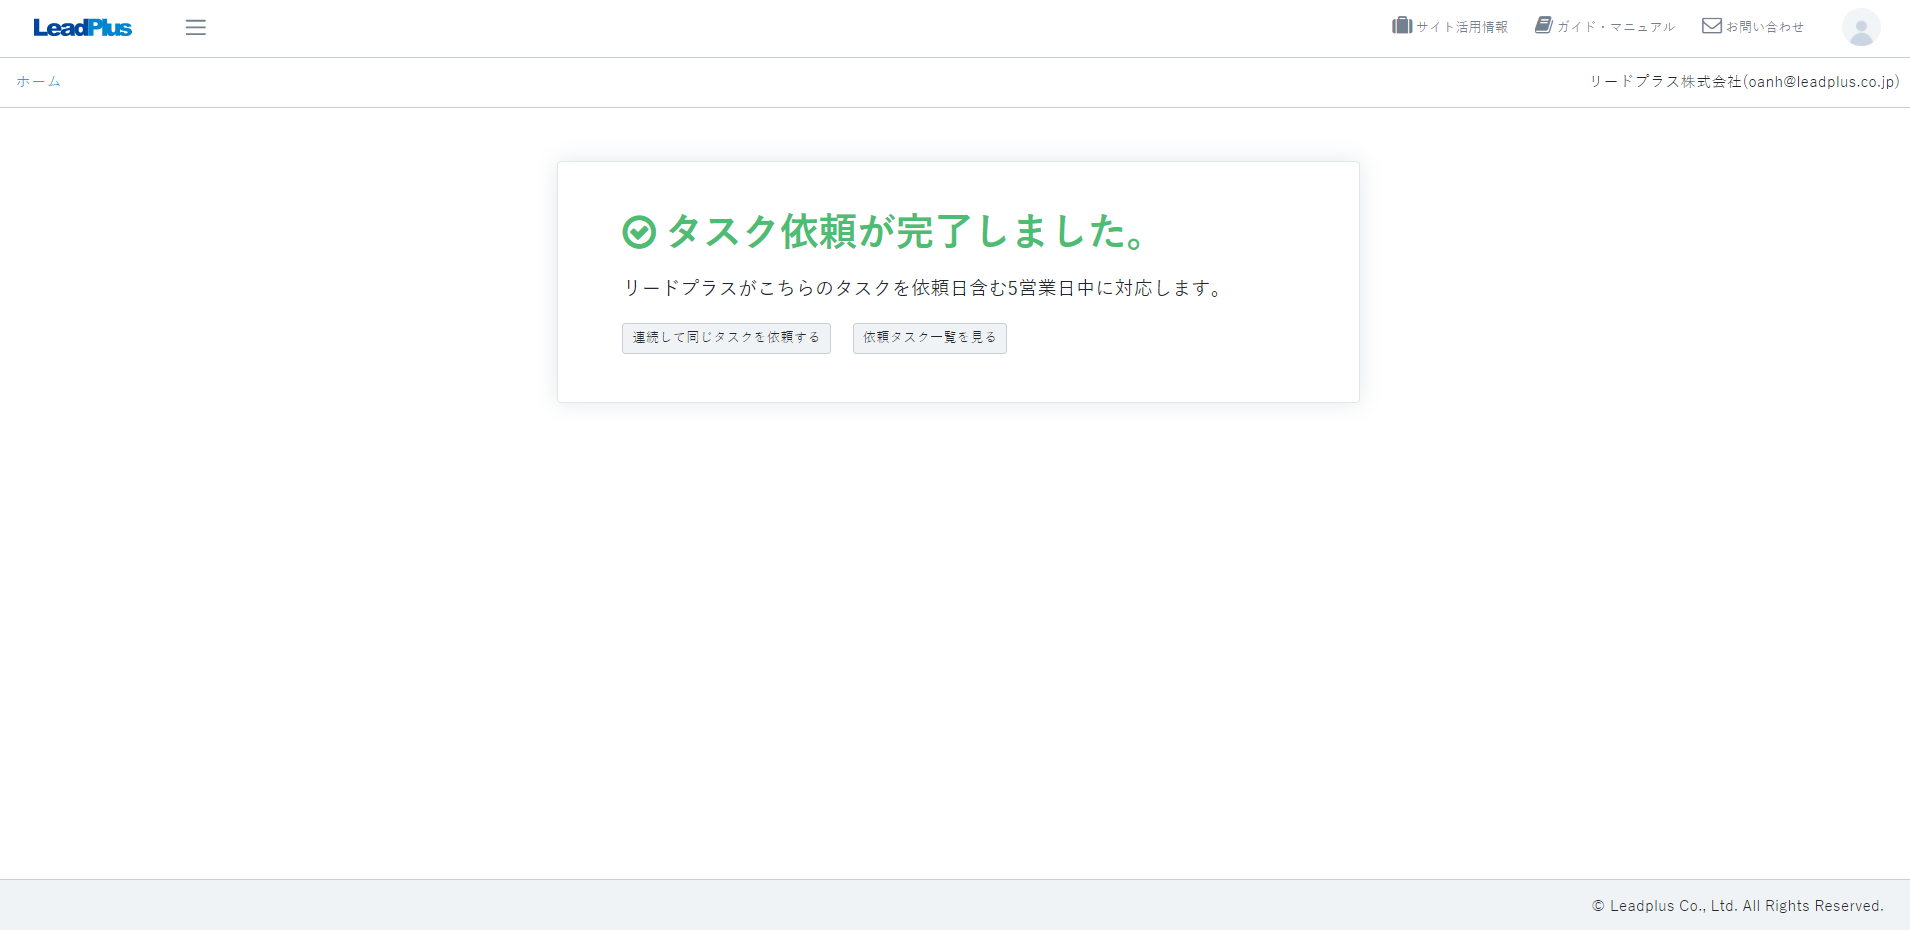 LeadPlus
サイト活用情報
ガイド・マニュアル
お問い合わせ
ホーム
リードプラス株式会社(oanh@leadplus.co.jp)
タスク依頼が完了しました。
リードプラスがこちらのタスクを依頼日含む5営業日中に対応します。
連続して同じタスクを依頼する
依頼タスク一覧を見る
© Leadplus Co., Ltd. All Rights Reserved.